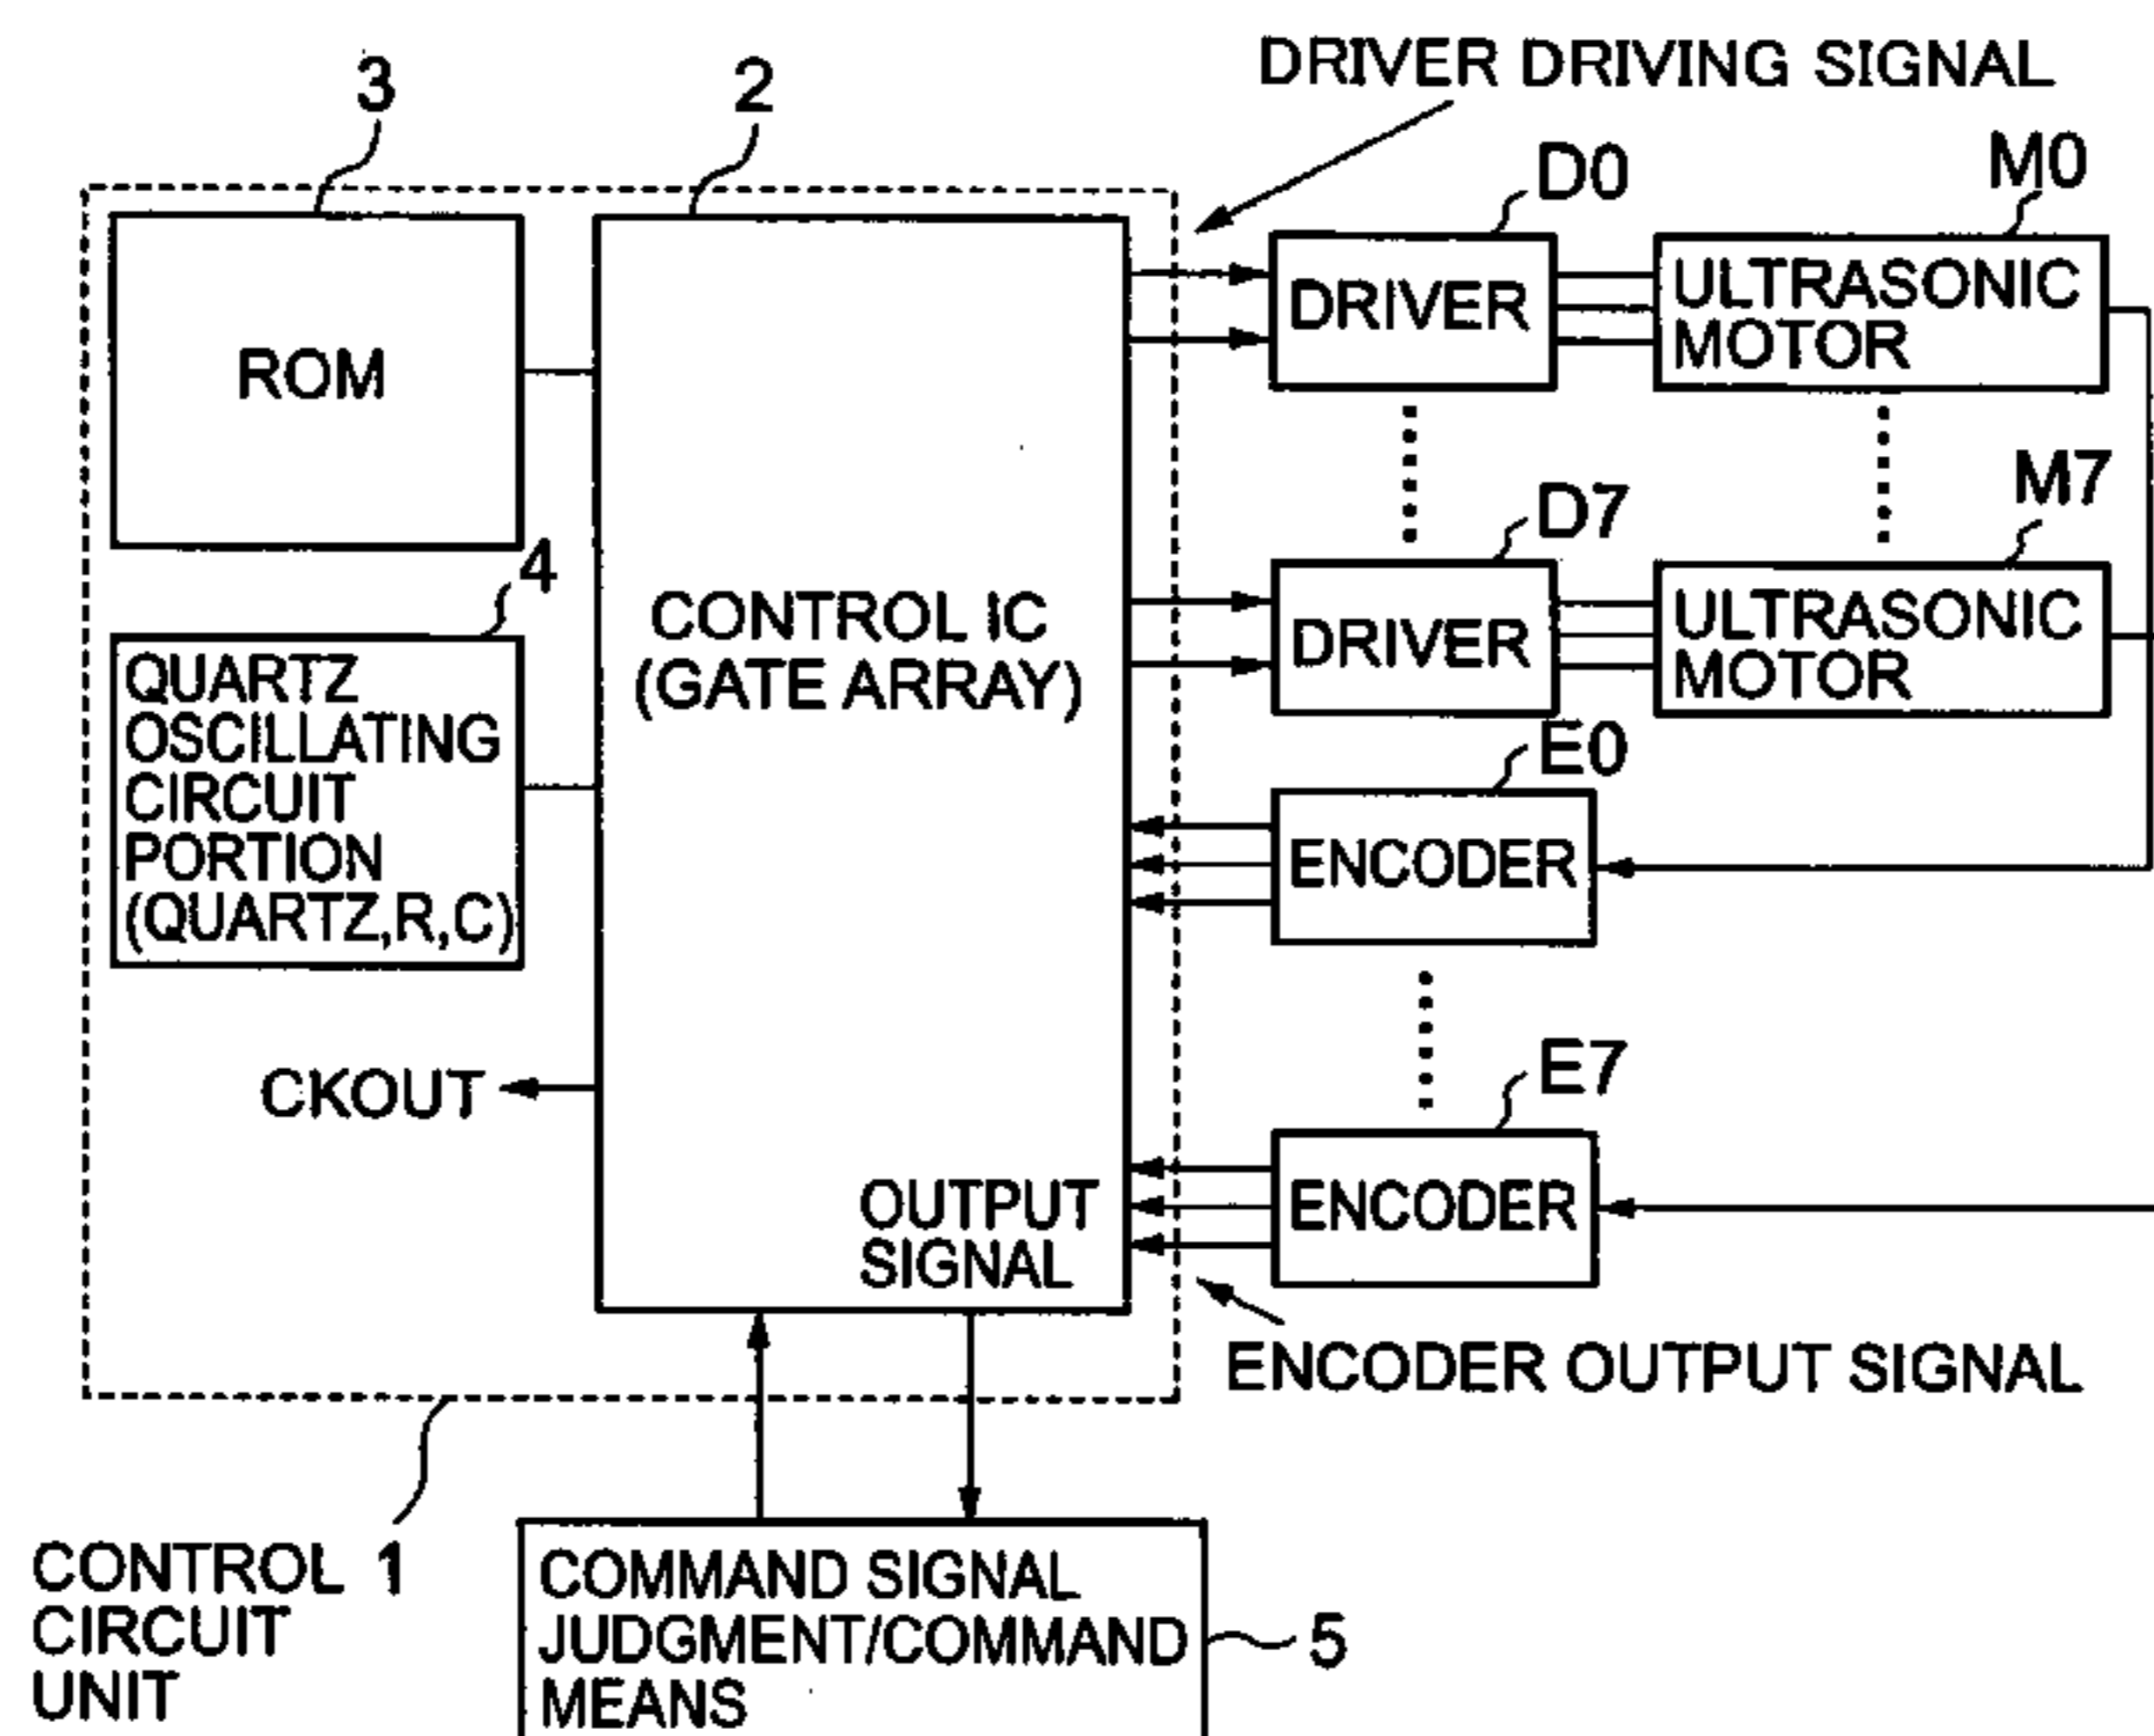 DRIVER DRIVING SIGNAL
3
2
D0
M0
ROM
DRIVER
ULTRASONIC
MOTOR
4
QUARTZ
OSCILLATING
CIRCUIT
PORTION
(QUARTZ,R,C)
CONTROL IC
(GATE ARRAY)
D7
M7
DRIVER
ULTRASONIC
MOTOR
E0
ENCODER
CKOUT
E7
ENCODER
OUTPUT
SIGNAL
ENCODER OUTPUT SIGNAL
CONTROL 1
CIRCUIT
UNIT
COMMAND SIGNAL
JUDGMENT/COMMAND
MEANS
5